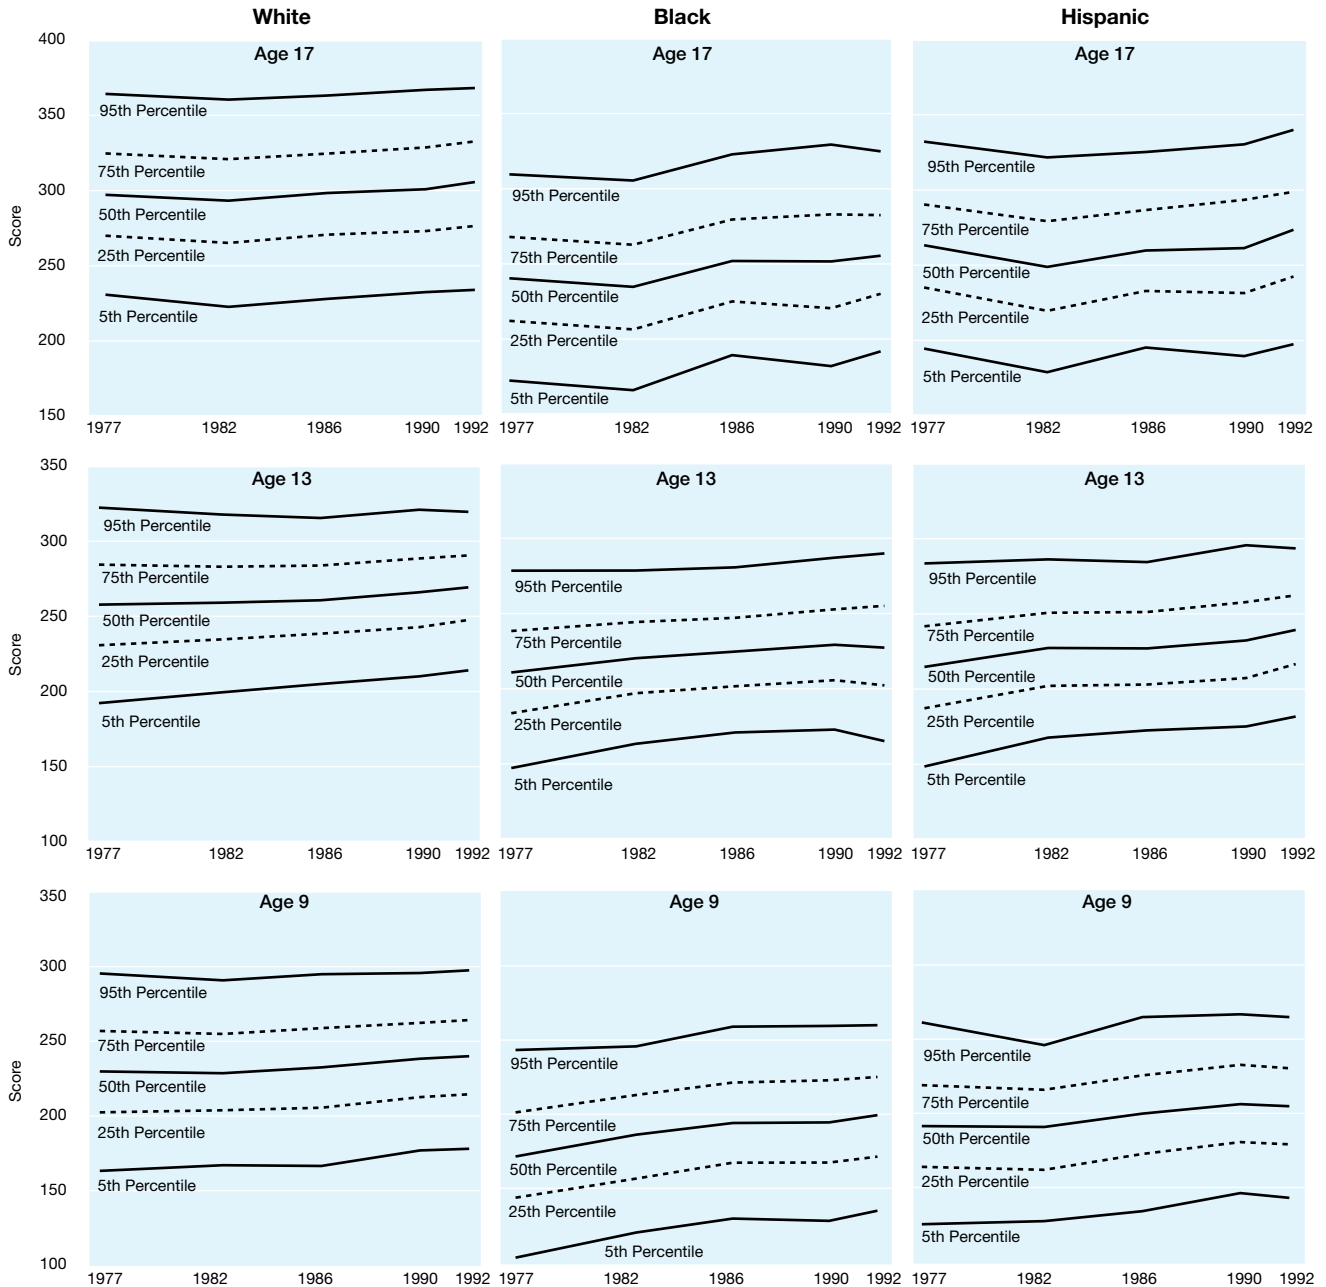 White Black Hispanic
400
Age 17 Age 17 Age 17
350
300
250
200
150
Score
95th Percentile
75th Percentile
50th Percentile
25th Percentile
5th Percentile
95th Percentile
75th Percentile
50th Percentile
25th Percentile
5th Percentile
95th Percentile
75th Percentile
50th Percentile
25th Percentile
5th Percentile
1977 1982 1986 1990 1992 1977 1982 1986 1990 1992 1977 1982 1986 1990 1992
350
Age 13 Age 13 Age 13
300
250
200
150
100
Score
95th Percentile
75th Percentile
50th Percentile
25th Percentile
5th Percentile
95th Percentile
75th Percentile
50th Percentile
25th Percentile
5th Percentile
95th Percentile
75th Percentile
50th Percentile
25th Percentile
5th Percentile
1977 1982 1986 1990 1992 1977 1982 1986 1990 1992 1977 1982 1986 1990 1992
350
Age 9 Age 9 Age 9
300
250
200
150
100
Score
95th Percentile
75th Percentile
50th Percentile
25th Percentile
5th Percentile
95th Percentile
75th Percentile
50th Percentile
25th Percentile
5th Percentile
95th Percentile
75th Percentile
50th Percentile
25th Percentile
5th Percentile
1977 1982 1986 1990 1992 1977 1982 1986 1990 1992 1977 1982 1986 1990 1992